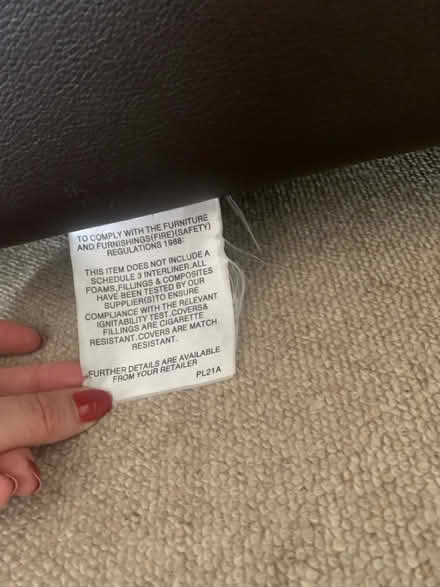 TO COMPLY WITH THE FURNITURE
AND FURNISHINGS(FIRE)(SAFETY)
REGULATIONS 1988:
THIS ITEM DOES NOT INCLUDE A
SCHEDULE 3 INTERLINER.ALL
FOAMS,FILLINGS & COMPOSITES
HAVE BEEN TESTED BY OUR
SUPPLIER(S)TO ENSURE
COMPLIANCE WITH THE RELEVANT
IGNITABILITY TEST.COVERS&
FILLINGS ARE CIGARETTE
RESISTANT.COVERS ARE MATCH
RESISTANT.
FURTHER DETAILS ARE AVAILABLE
FROM YOUR RETAILER
PL21A